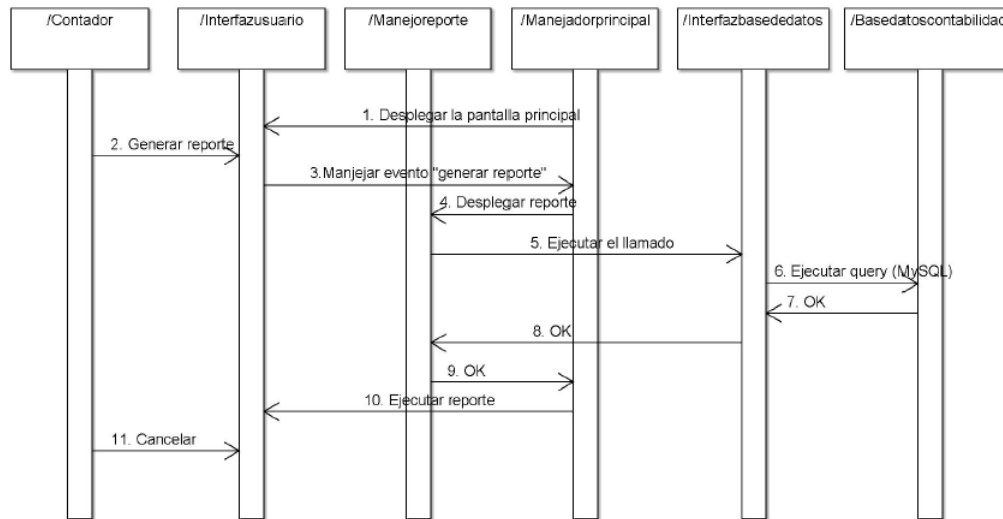 /Contador
/Interfazusuario
/Manejoreporte
/Manejadorprincipal
/Interfazbasededatos
/Basedatoscontabilidad
1. Desplegar la pantalla principal
2. Generar reporte
3.Manjejar evento "generar reporte"
4. Desplegar reporte
5. Ejecutar el llamado
6. Ejecutar query (MySQL)
7. OK
8. OK
9. OK
10. Ejecutar reporte
11. Cancelar